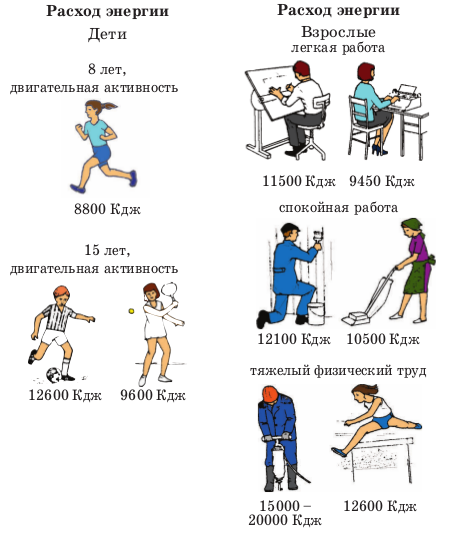 Расход энергии
Дети
8 лет,
двигательная активность
8800 Кдж
15 лет,
двигательная активность
12600 Кдж 9600 Кдж
Расход энергии
Взрослые
легкая работа
11500 Кдж 9450 Кдж
спокойная работа
12100 Кдж 10500 Кдж
тяжелый физический труд
15000 –
20000 Кдж
12600 Кдж